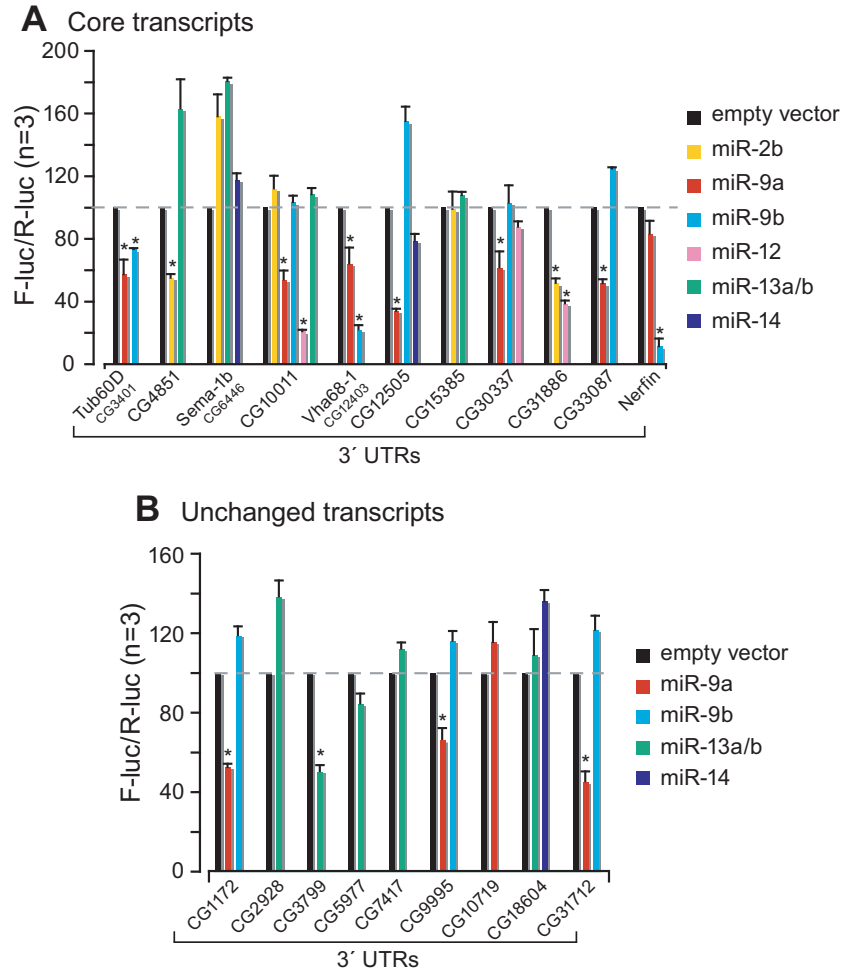 A Core transcripts
F-luc/R-luc (n=3)
200
160
120
80
40
0
* * * * * * * * * * * * *
Tub60D
CG3401
CG4851
Sema-1b
CG6446
CG10011
Vha68-1
CG12403
CG12505
CG15385
CG30337
CG31886
CG33087
Nerfin
3´ UTRs
empty vector
miR-2b
miR-9a
miR-9b
miR-12
miR-13a/b
miR-14
B Unchanged transcripts
F-luc/R-luc (n=3)
160
120
80
40
0
* * * *
CG1172
CG2928
CG3799
CG5977
CG7417
CG9995
CG10719
CG18604
CG31712
3´ UTRs
empty vector
miR-9a
miR-9b
miR-13a/b
miR-14